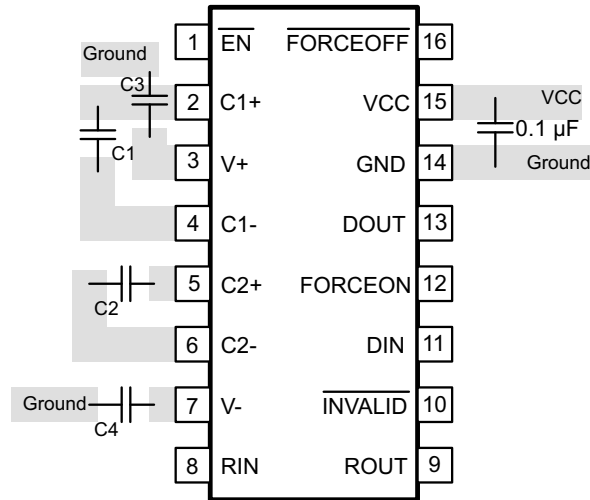 1 EN FORCEOFF 16
Ground
C3
2 C1+ VCC 15 VCC
C1 0.1 µF
3 V+ GND 14 Ground
4 C1- DOUT 13
5 C2+ FORCEON 12
C2
6 C2- DIN 11
Ground 7 V- INVALID 10
C4
8 RIN ROUT 9